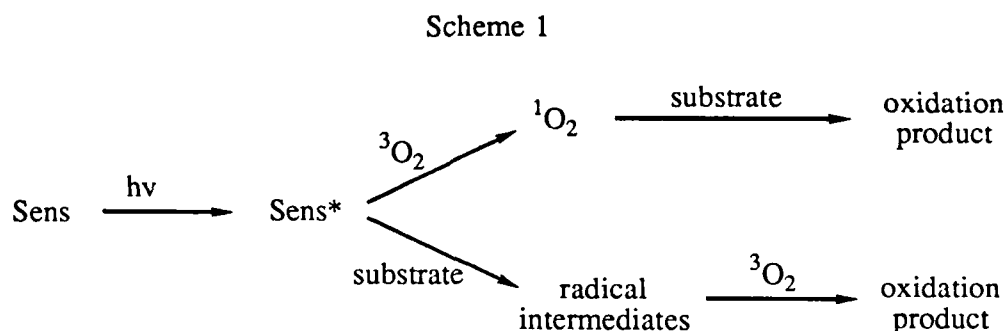 Scheme 1
Sens
hν
Sens*
³O₂
¹O₂
substrate
oxidation
product
substrate
radical
intermediates
³O₂
oxidation
product